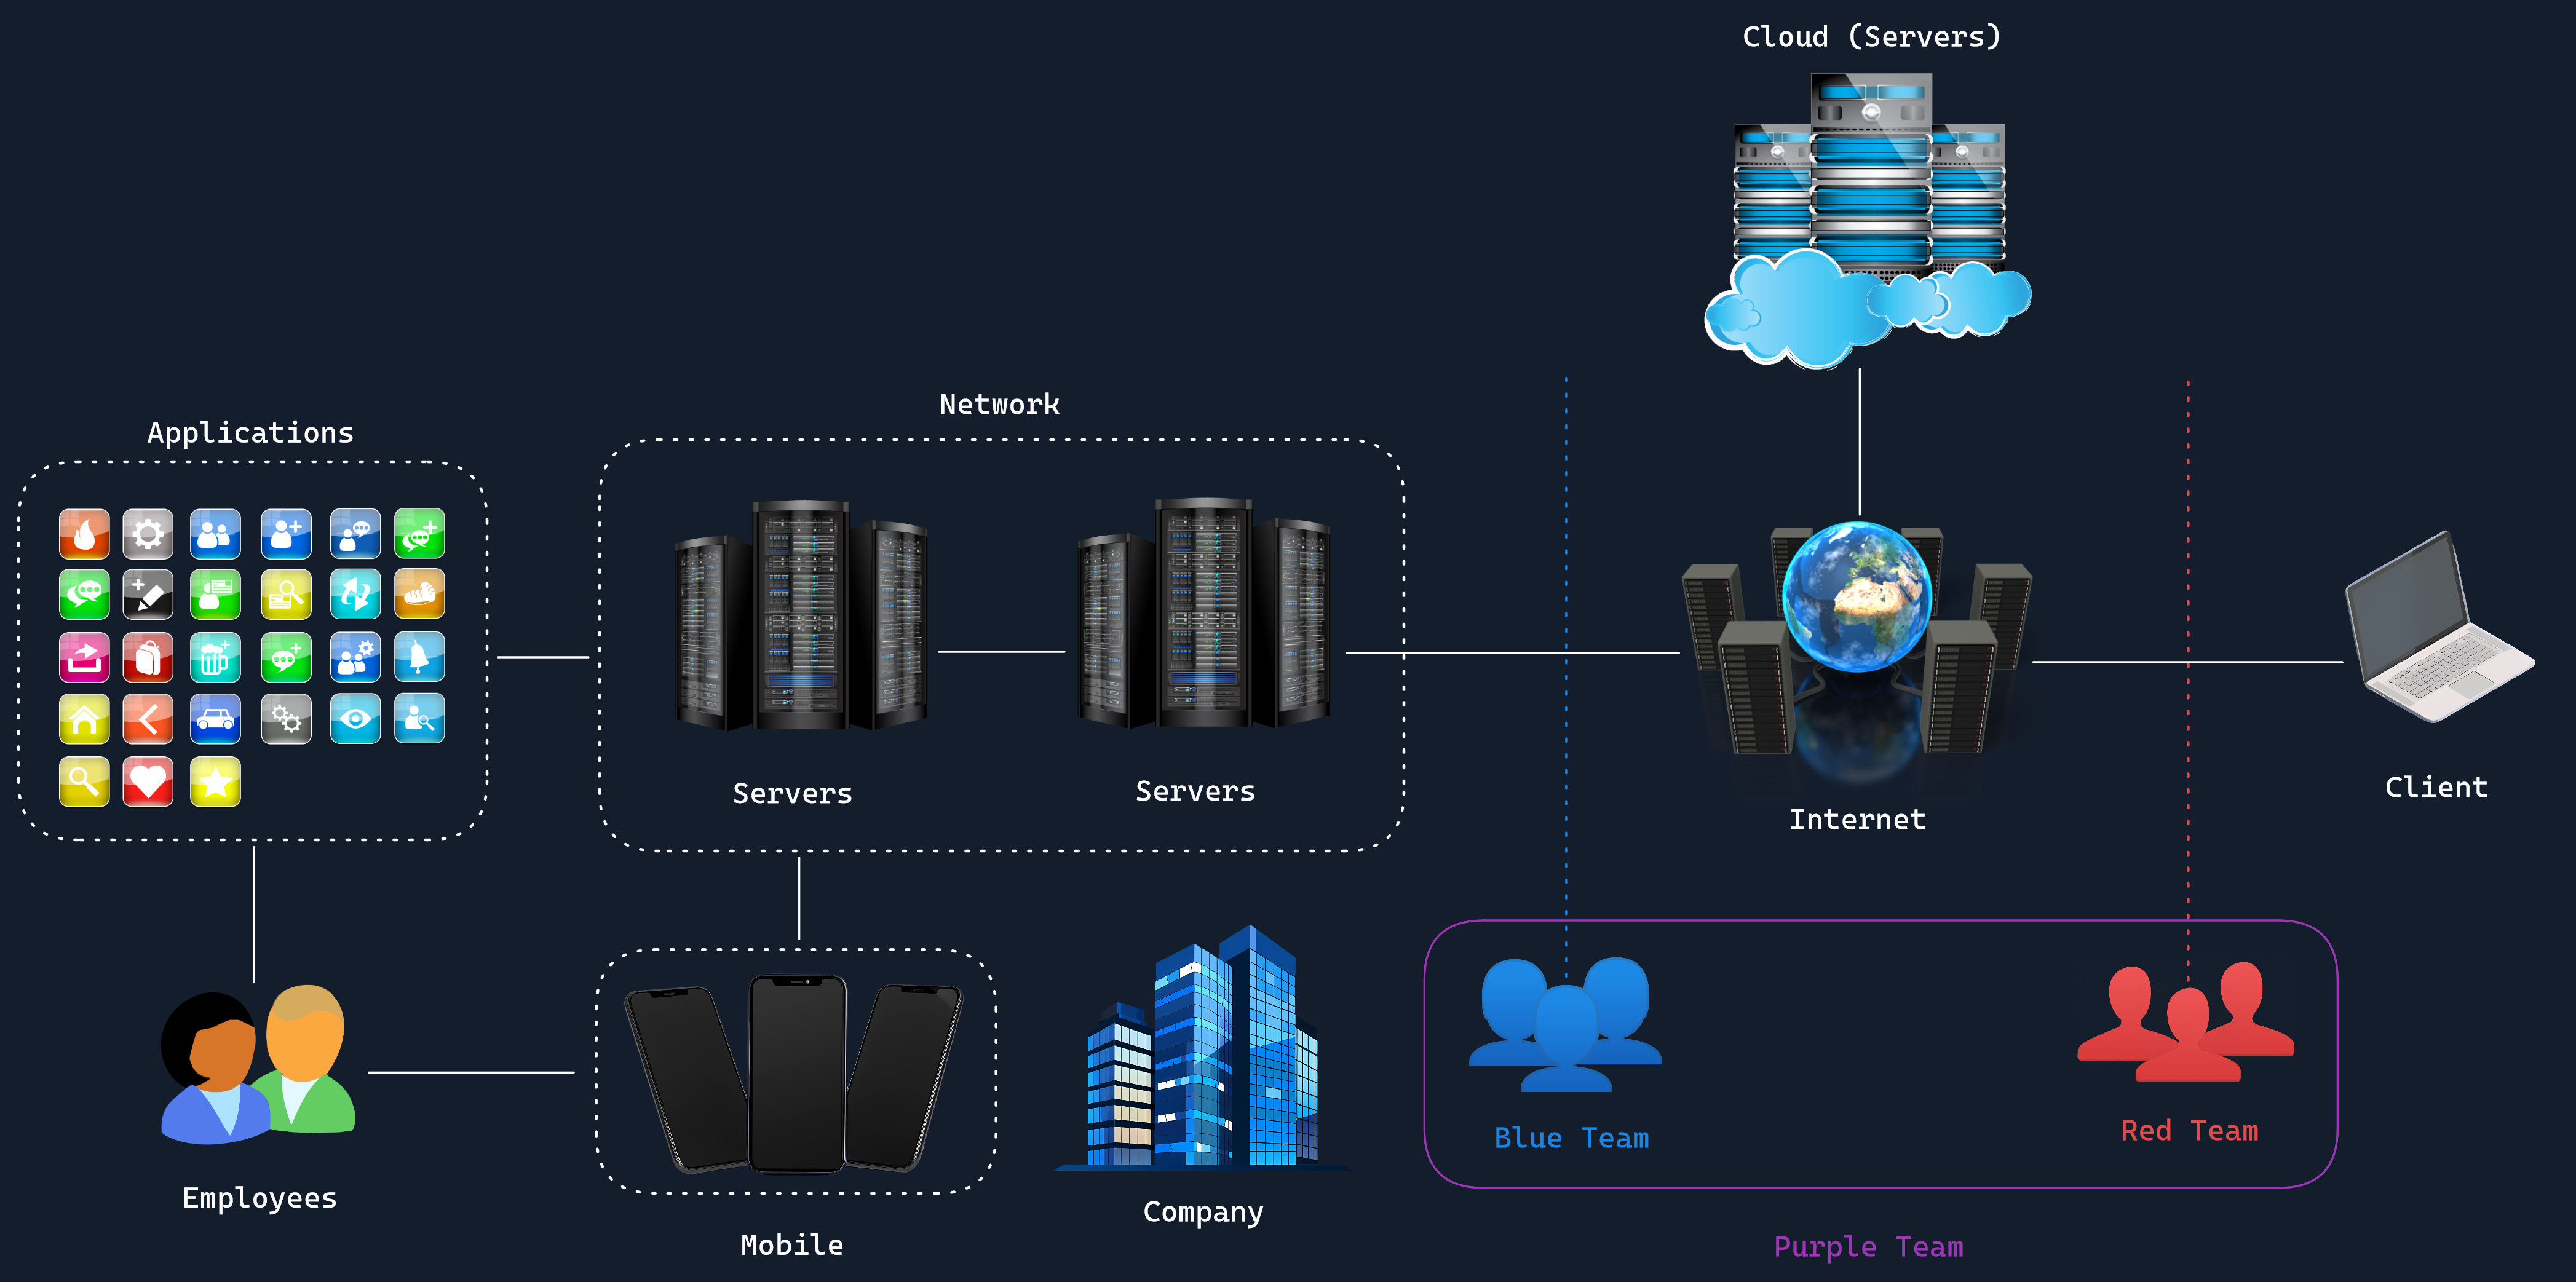 Cloud (Servers)
Network
Applications
Servers
Servers
Client
Internet
Blue Team
Red Team
Employees
Company
Mobile
Purple Team